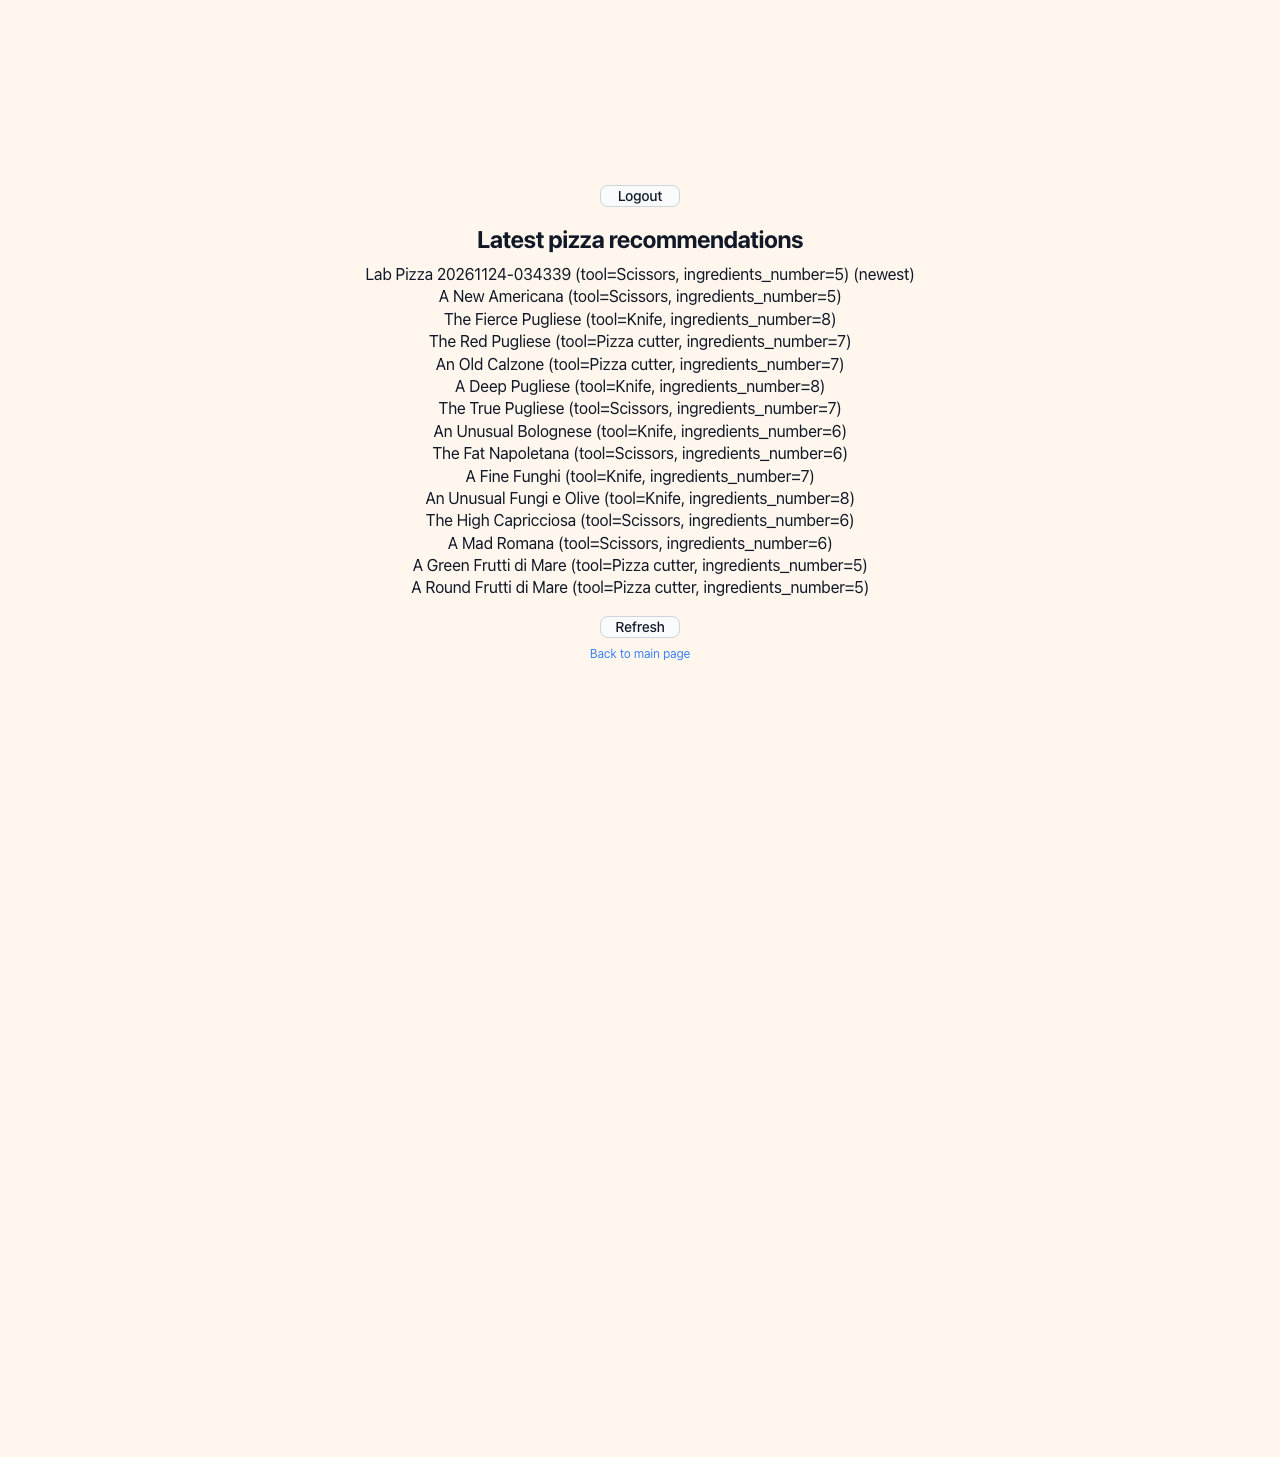 Logout
Latest pizza recommendations
Lab Pizza 20261124-034339 (tool=Scissors, ingredients_number=5) (newest)
A New Americana (tool=Scissors, ingredients_number=5)
The Fierce Pugliese (tool=Knife, ingredients_number=8)
The Red Pugliese (tool=Pizza cutter, ingredients_number=7)
An Old Calzone (tool=Pizza cutter, ingredients_number=7)
A Deep Pugliese (tool=Knife, ingredients_number=8)
The True Pugliese (tool=Scissors, ingredients_number=7)
An Unusual Bolognese (tool=Knife, ingredients_number=6)
The Fat Napoletana (tool=Scissors, ingredients_number=6)
A Fine Funghi (tool=Knife, ingredients_number=7)
An Unusual Fungi e Olive (tool=Knife, ingredients_number=8)
The High Capricciosa (tool=Scissors, ingredients_number=6)
A Mad Romana (tool=Scissors, ingredients_number=6)
A Green Frutti di Mare (tool=Pizza cutter, ingredients_number=5)
A Round Frutti di Mare (tool=Pizza cutter, ingredients_number=5)
Refresh
Back to main page